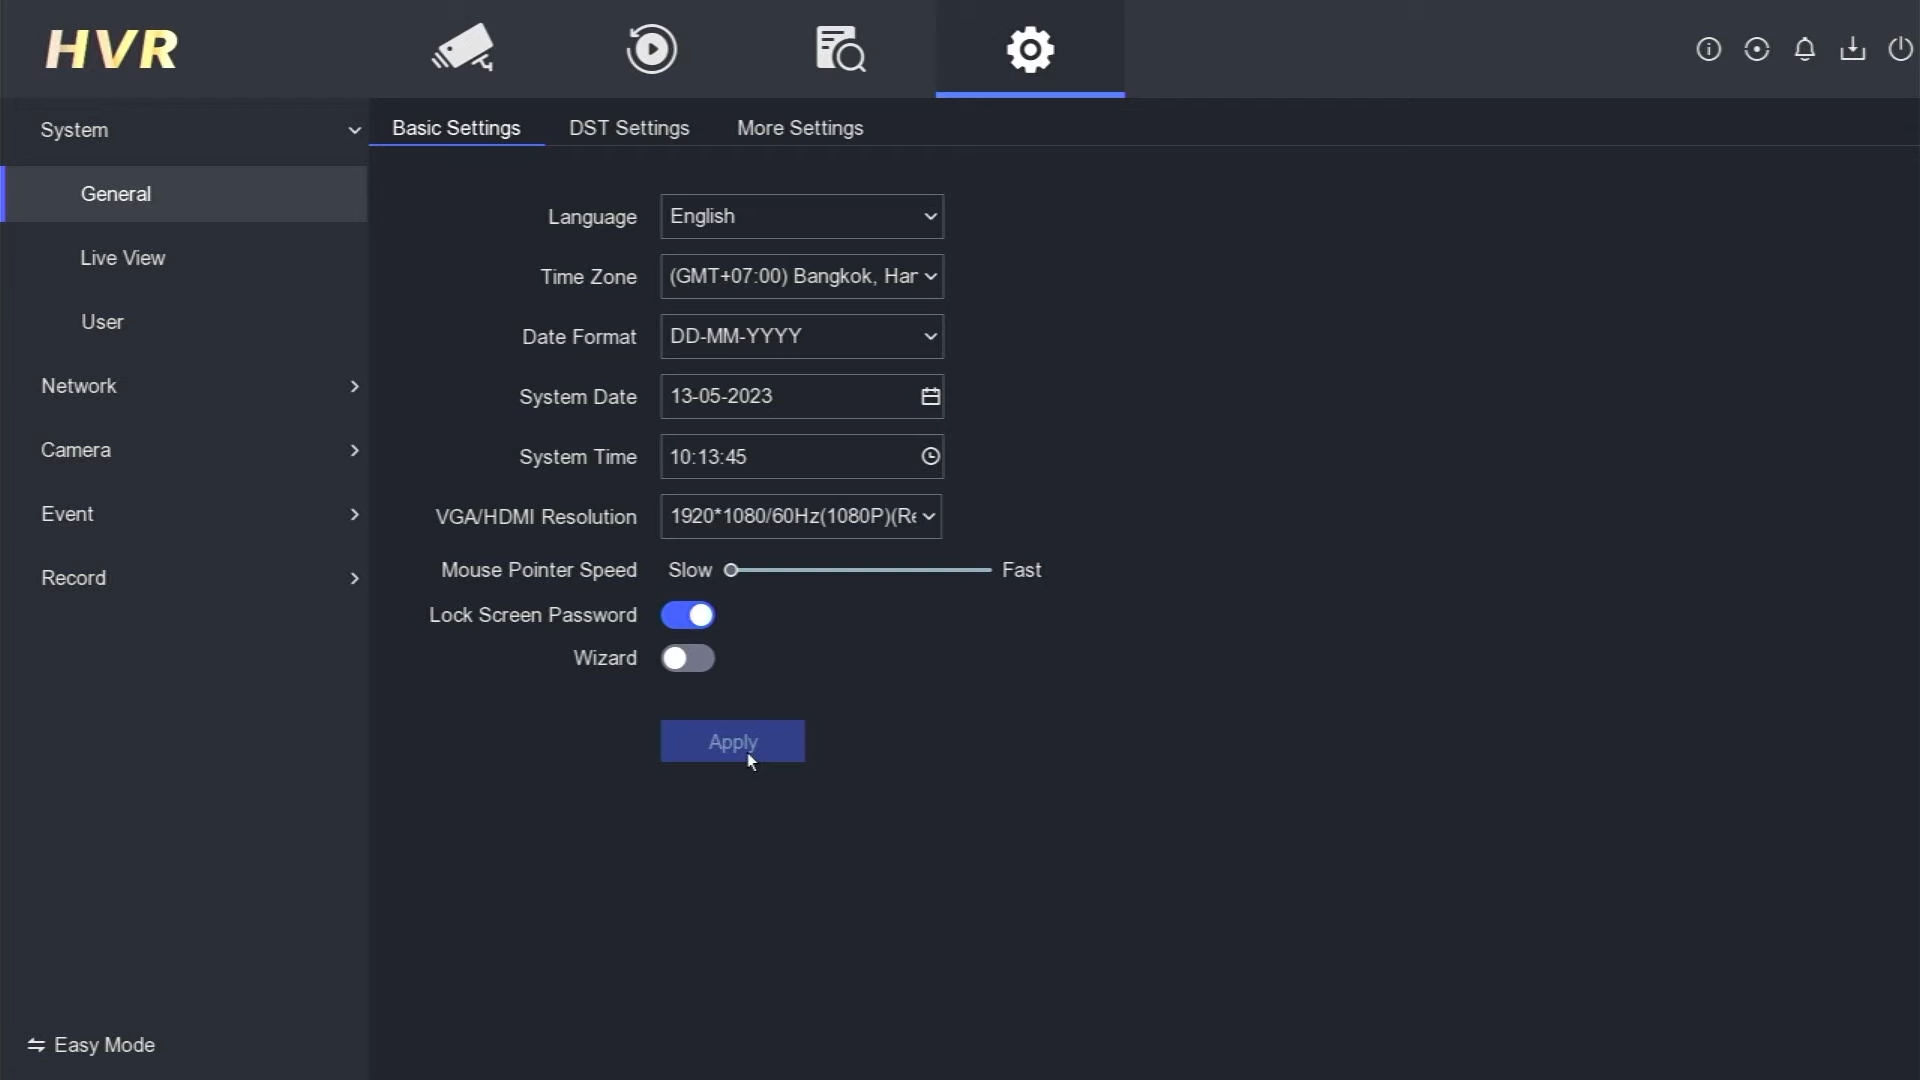 HVR
System
Basic Settings DST Settings More Settings
General
Live View
User
Network
Camera
Event
Record
Language English
Time Zone (GMT+07:00) Bangkok, Har
Date Format DD-MM-YYYY
System Date 13-05-2023
System Time 10:13:45
VGA/HDMI Resolution 1920*1080/60Hz(1080P)(Re
Mouse Pointer Speed Slow Fast
Lock Screen Password
Wizard
Apply
Easy Mode